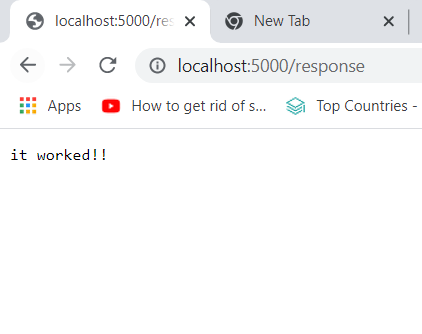 localhost:5000/res
New Tab
localhost:5000/response
Apps
How to get rid of s...
Top Countries -
it worked!!